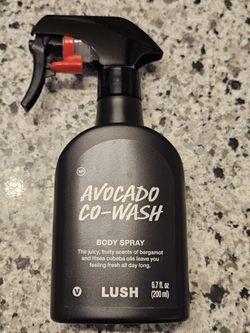 AVOCADO
CO-WASH
BODY SPRAY
The juicy, fruity scents of bergamot
and litsea cubeba oils leave you
feeling fresh all day long.
V
LUSH
6.7 fl. oz
(200 ml)